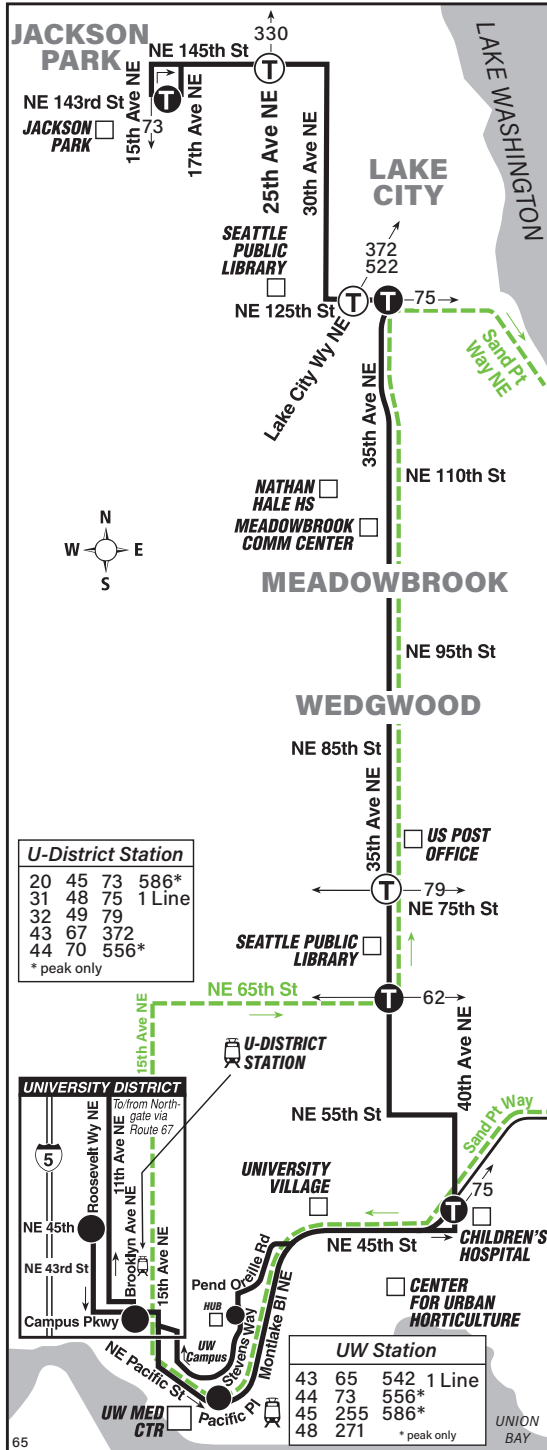 JACKSON
PARK
330
NE 145th St
T
NE 143rd St
T
JACKSON
PARK
15th Ave NE
73
17th Ave NE
25th Ave NE
30th Ave NE
LAKE WASHINGTON
LAKE
CITY
SEATTLE
PUBLIC
LIBRARY
372
522
T
T
75
NE 125th St
Lake City Wy NE
Sand Pt
Way NE
35th Ave NE
NE 110th St
NATHAN
HALE HS
MEADOWBROOK
COMM CENTER
N
W E
S
MEADOWBROOK
NE 95th St
WEDGWOOD
NE 85th St
35th Ave NE
US POST
OFFICE
U-District Station
20 45 73 586*
31 48 75 1 Line
32 49 79
43 67 372
44 70 556*
* peak only
T
79
NE 75th St
SEATTLE PUBLIC
LIBRARY
NE 65th St
T
62
15th Ave NE
U-DISTRICT
STATION
40th Ave NE
NE 55th St
Sand Pt Way
UNIVERSITY DISTRICT
To/from North-
gate via
Route 67
5
Roosevelt Wy NE
11th Ave NE
Brooklyn Ave NE
15th Ave NE
NE 45th
NE 43rd St
Campus Pkwy
UNIVERSITY
VILLAGE
75
T
NE 45th St
CHILDREN'S
HOSPITAL
Pend Oreille Rd
HUB
Stevens Way
Montlake Bl NE
UW
Campus
NE Pacific St
Pacific Pl
CENTER
FOR URBAN
HORTICULTURE
UW MED
CTR
UW Station
43 65 542 1 Line
44 73 556*
45 255 586*
48 271 * peak only
UNION
BAY
65